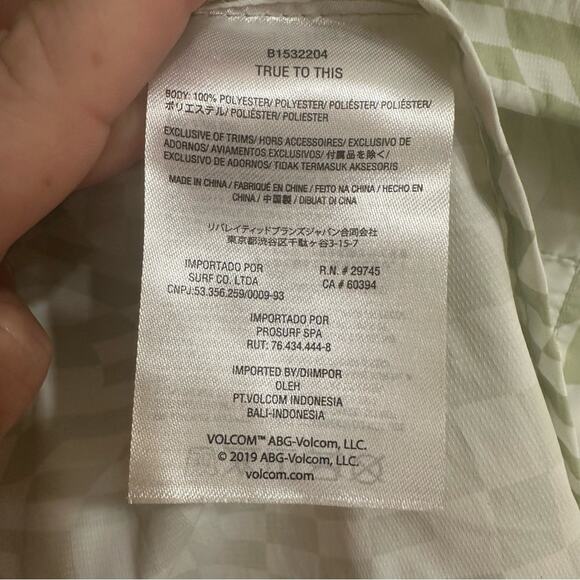 B1532204
TRUE TO THIS
BODY: 100% POLYESTER/ POLYESTER/ POLIÉSTER/ POLIÉSTER/
ポリエステル/ POLIÉSTER/ POLIESTER
EXCLUSIVE OF TRIMS/ HORS ACCESSOIRES/ EXCLUSIVO DE
ADORNOS/ AVIAMENTOS EXCLUSIVOS/ 付属品を除く/
EXCLUSIVO DE ADORNOS/ TIDAK TERMASUK AKSESORIS
MADE IN CHINA / FABRIQUÉ EN CHINE / FEITO NA CHINA / HECHO EN
CHINA / 中国製 / DIBUAT DI CINA
リバレイティッドブランズジャパン合同会社
東京都渋谷区千駄ヶ谷3-15-7
IMPORTADO POR
SURF CO. LTDA
CNPJ:53.356.259/0009-93
R.N. # 29745
CA # 60394
IMPORTADO POR
PROSURF SPA
RUT: 76.434.444-8
IMPORTED BY/DIIMPOR
OLEH
PT.VOLCOM INDONESIA
BALI-INDONESIA
VOLCOM™ ABG-Volcom, LLC.
© 2019 ABG-Volcom, LLC.
volcom.com